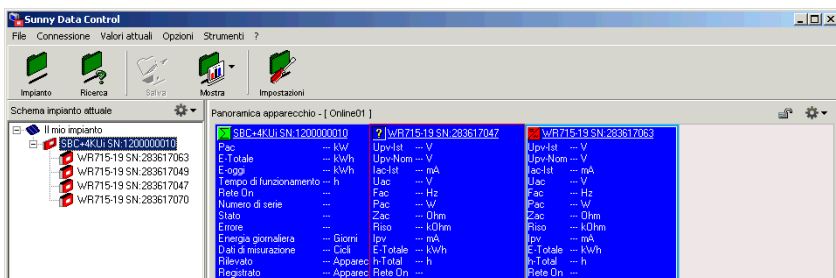 Sunny Data Control
File Connessione Valori attuali Opzioni Strumenti ?
Impianto Ricerca Salva Mostra Impostazioni
Schema impianto attuale
Panoramica apparecchio - [ Online01 ]
Il mio impianto
SBC+4KUi SN:1200000010
WR715-19 SN:283617063
WR715-19 SN:283617049
WR715-19 SN:283617047
WR715-19 SN:283617070
SBC+4KUi SN:1200000010
Pac --- kW
E-Totale --- kWh
E-oggi --- kWh
Tempo di funzionamento --- h
Rete On ---
Numero di serie ---
Stato ---
Errore ---
Energia giornaliera --- Giorni
Dati di misurazione --- Cicli
Rilevato --- Apparec
Registrato --- Apparec
? WR715-19 SN:283617047
Upv-Ist --- V
Upv-Nom --- V
Iac-Ist --- mA
Uac --- V
Fac --- Hz
Pac --- W
Zac --- Ohm
Riso --- kOhm
Ipv --- mA
E-Totale --- kWh
h-Total --- h
Rete On ---
WR715-19 SN:283617063
Upv-Ist --- V
Upv-Nom --- V
Iac-Ist --- mA
Uac --- V
Fac --- Hz
Pac --- W
Zac --- Ohm
Riso --- kOhm
Ipv --- mA
E-Totale --- kWh
h-Total --- h
Rete On ---